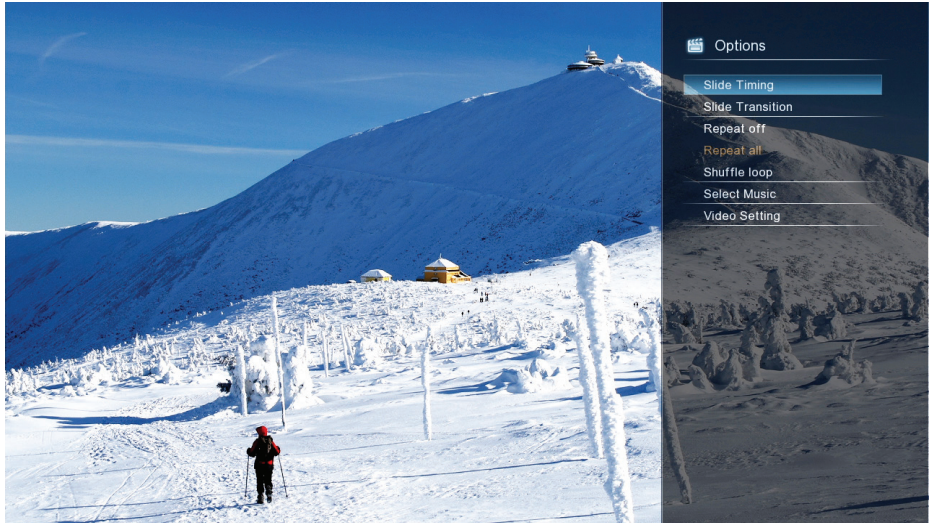 Options
Slide Timing
Slide Transition
Repeat off
Repeat all
Shuffle loop
Select Music
Video Setting